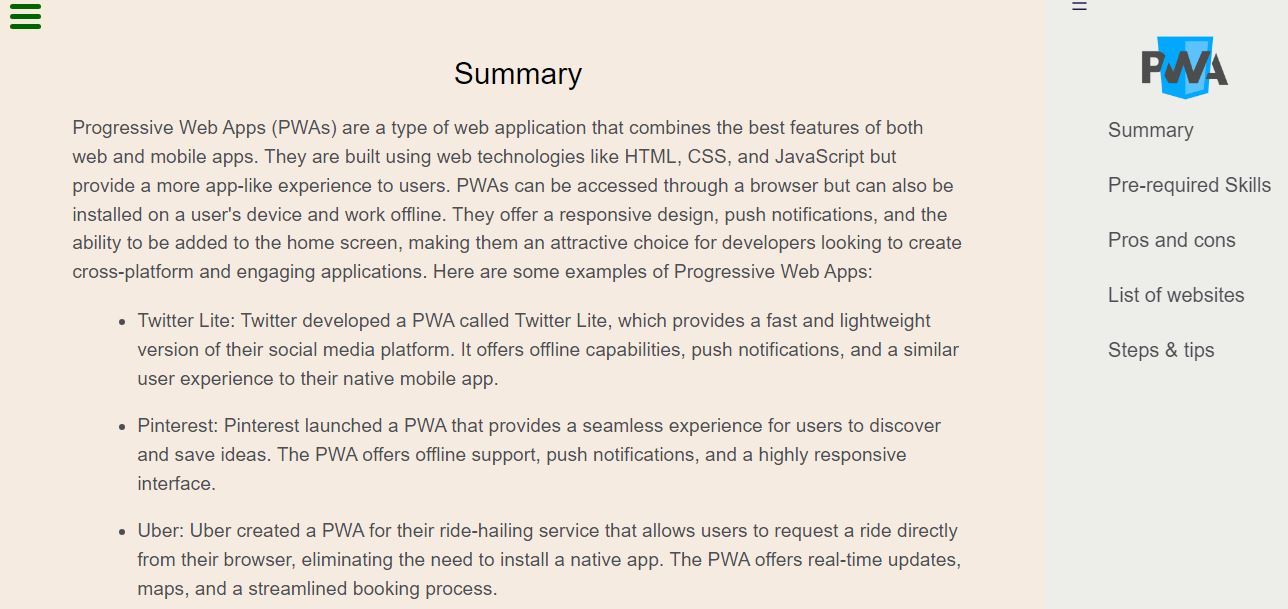 Summary
Progressive Web Apps (PWAs) are a type of web application that combines the best features of both
web and mobile apps. They are built using web technologies like HTML, CSS, and JavaScript but
provide a more app-like experience to users. PWAs can be accessed through a browser but can also be
installed on a user's device and work offline. They offer a responsive design, push notifications, and the
ability to be added to the home screen, making them an attractive choice for developers looking to create
cross-platform and engaging applications. Here are some examples of Progressive Web Apps:
• Twitter Lite: Twitter developed a PWA called Twitter Lite, which provides a fast and lightweight
version of their social media platform. It offers offline capabilities, push notifications, and a similar
user experience to their native mobile app.
• Pinterest: Pinterest launched a PWA that provides a seamless experience for users to discover
and save ideas. The PWA offers offline support, push notifications, and a highly responsive
interface.
• Uber: Uber created a PWA for their ride-hailing service that allows users to request a ride directly
from their browser, eliminating the need to install a native app. The PWA offers real-time updates,
maps, and a streamlined booking process.
PWA
Summary
Pre-required Skills
Pros and cons
List of websites
Steps & tips